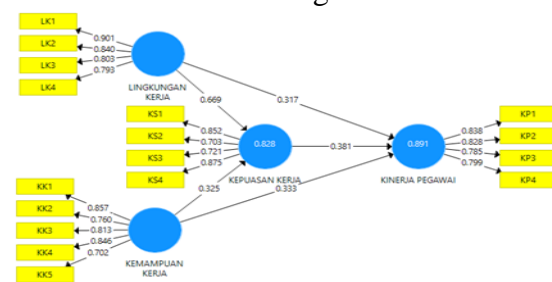 LK1
LK2
LK3
LK4
0.901
0.840
0.803
0.793
LINGKUNGAN
KERJA
0.669
0.317
KS1
KS2
KS3
KS4
0.852
0.703
0.721
0.875
0.828
KEPUASAN KERJA
0.381
0.891
KINERJA PEGAWAI
0.838
0.828
0.785
0.799
KP1
KP2
KP3
KP4
0.325
0.333
KK1
KK2
KK3
KK4
KK5
0.857
0.760
0.813
0.846
0.702
KEMAMPUAN
KERJA